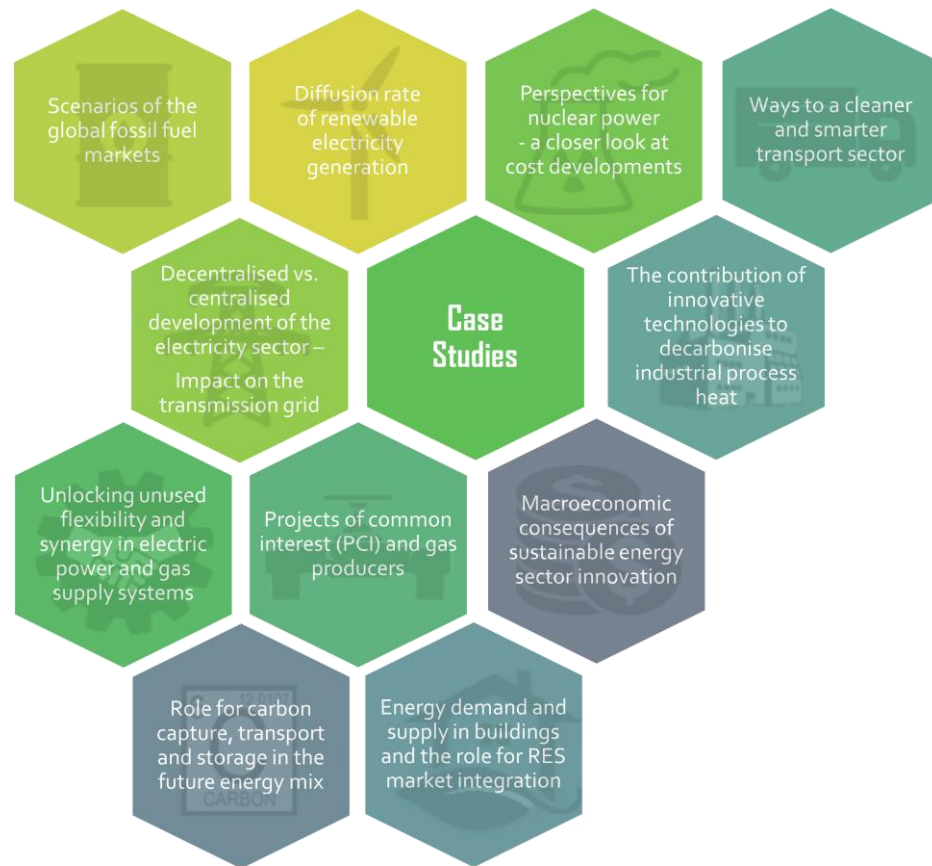 Scenarios of the
global fossil fuel
markets
Diffusion rate
of renewable
electricity
generation
Perspectives for
nuclear power
- a closer look at
cost developments
Ways to a cleaner
and smarter
transport sector
Decentralised vs.
centralised
development of the
electricity sector –
Impact on the
transmission grid
Case
Studies
The contribution of
innovative
technologies to
decarbonise
industrial process
heat
Unlocking unused
flexibility and
synergy in electric
power and gas
supply systems
Projects of common
interest (PCI) and gas
producers
Macroeconomic
consequences of
sustainable energy
sector innovation
C 12.0107
Role for carbon
capture, transport
and storage in the
future energy mix
C
CARBON
Energy demand and
supply in buildings
and the role for RES
market integration